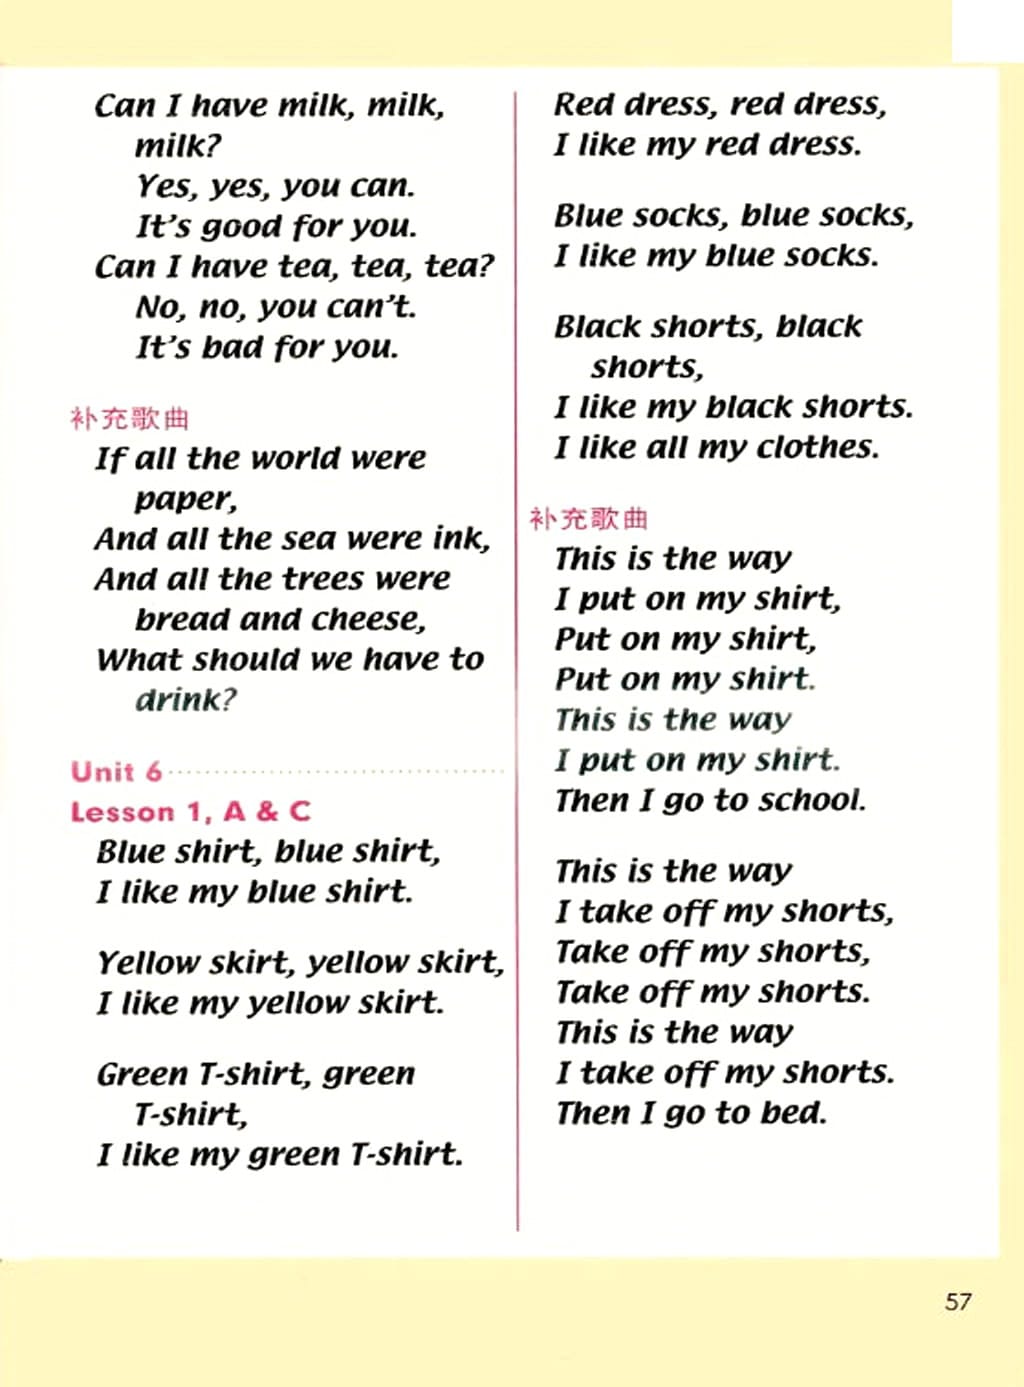 Can I have milk, milk,
milk?
Yes, yes, you can.
It's good for you.
Can I have tea, tea, tea?
No, no, you can't.
It's bad for you.
补充歌曲
If all the world were
paper,
And all the sea were ink,
And all the trees were
bread and cheese,
What should we have to
drink?
Unit 6
Lesson 1, A & C
Blue shirt, blue shirt,
I like my blue shirt.
Yellow skirt, yellow skirt,
I like my yellow skirt.
Green T-shirt, green
T-shirt,
I like my green T-shirt.
Red dress, red dress,
I like my red dress.
Blue socks, blue socks,
I like my blue socks.
Black shorts, black
shorts,
I like my black shorts.
I like all my clothes.
补充歌曲
This is the way
I put on my shirt,
Put on my shirt,
Put on my shirt.
This is the way
I put on my shirt.
Then I go to school.
This is the way
I take off my shorts,
Take off my shorts,
Take off my shorts.
This is the way
I take off my shorts.
Then I go to bed.
57